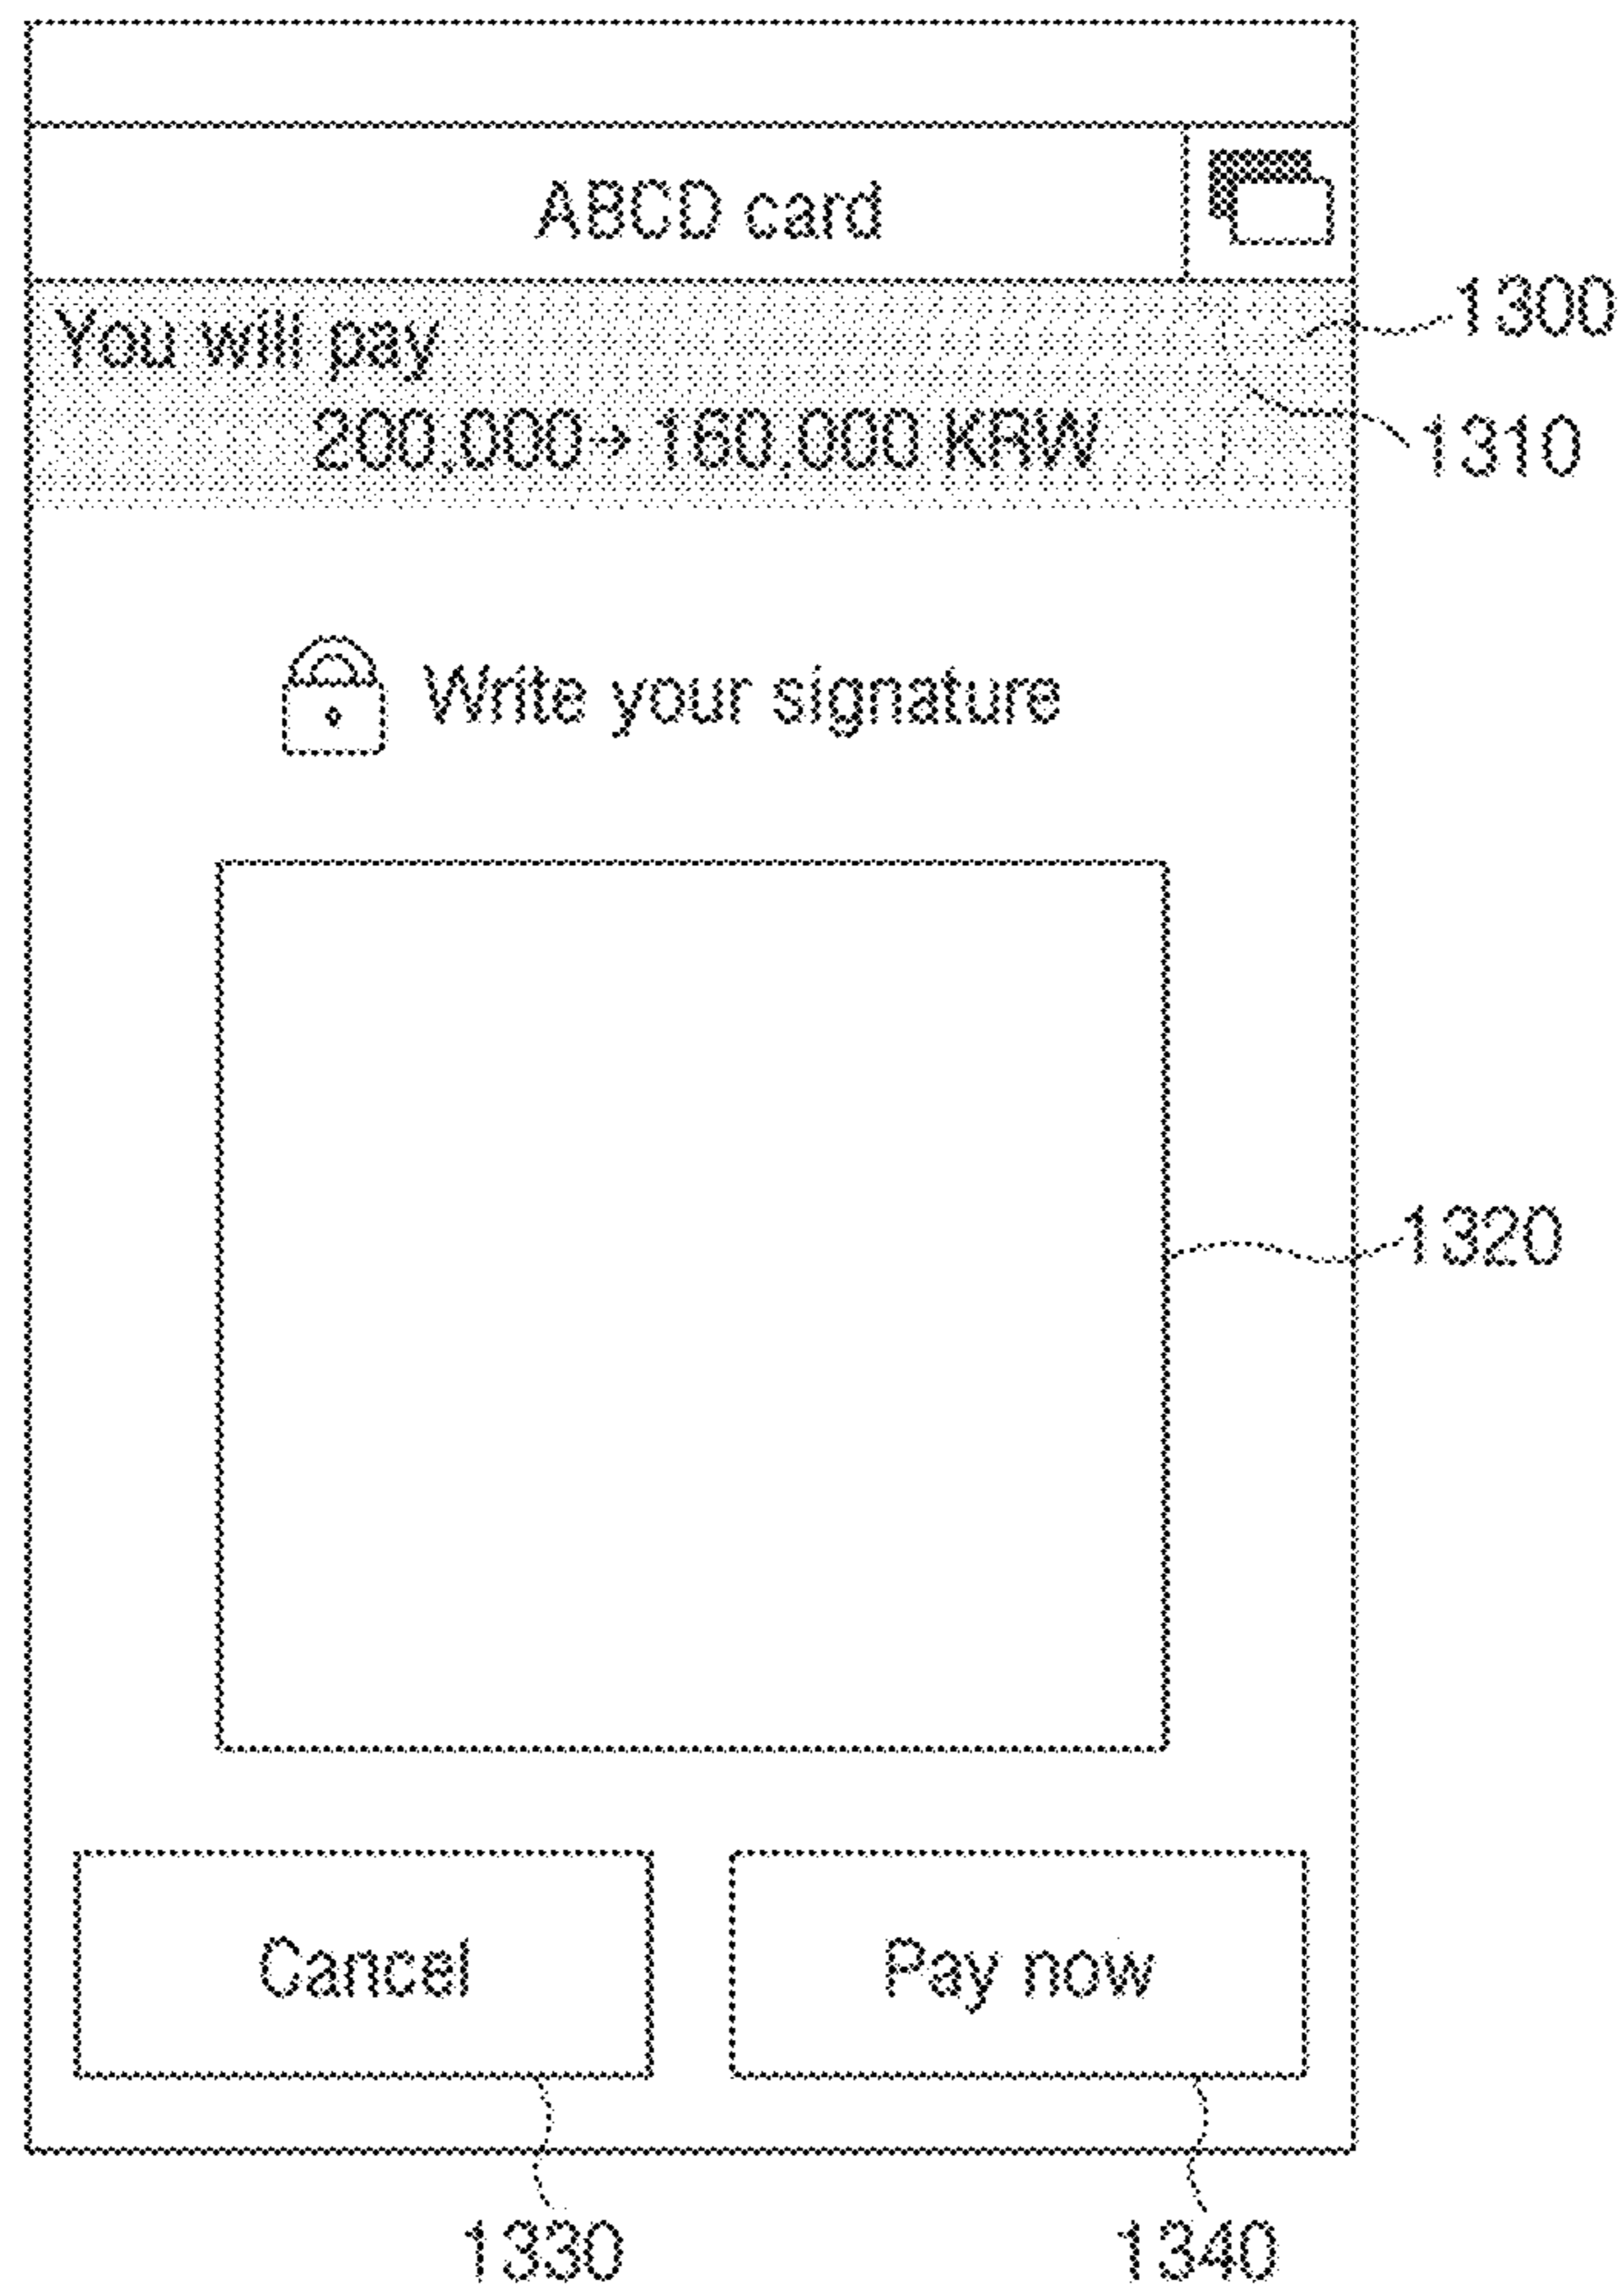 ABCD card
You will pay
1300
200,000→ 160,000 KRW
1310
Write your signature
1320
Cancel
Pay now
1330
1340